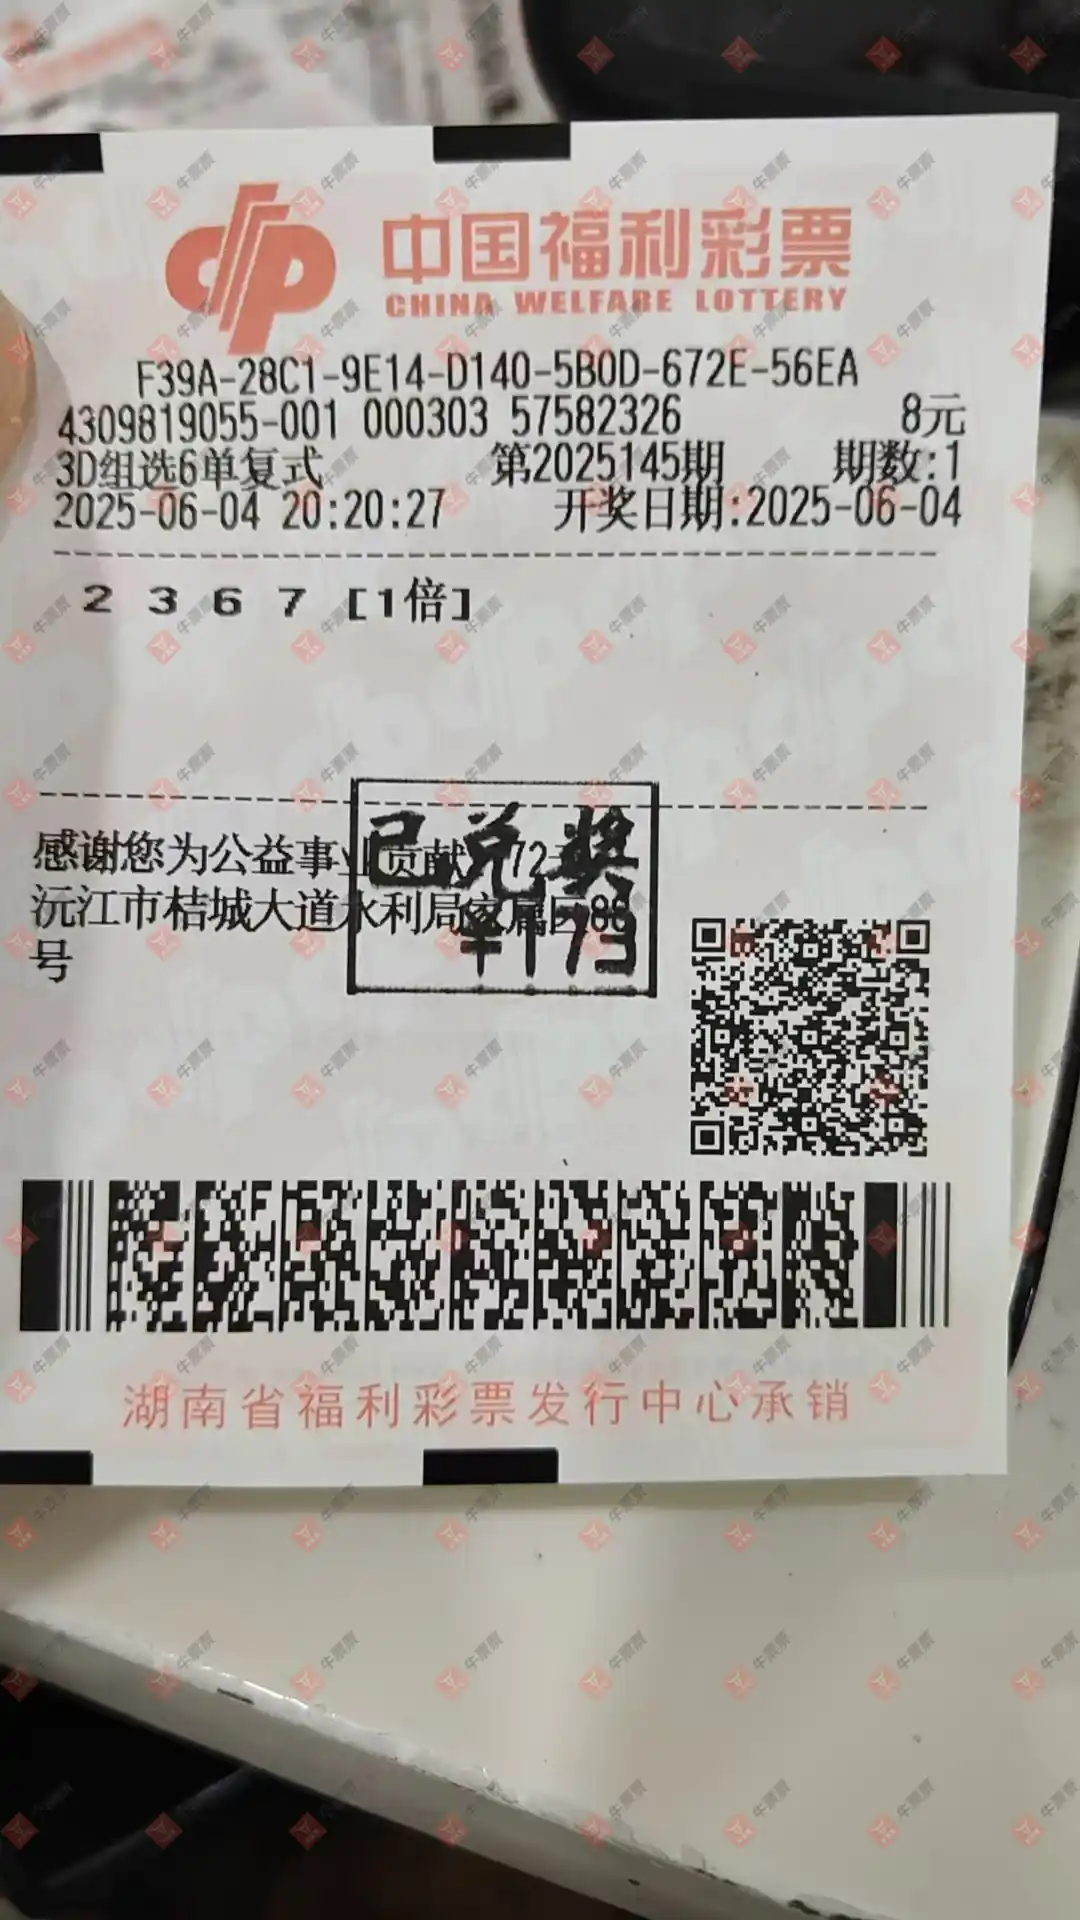 中国福利彩票
CHINA WELFARE LOTTERY
F39A-28C1-9E14-D140-5B0D-672E-56EA
4309819055-001 000303 57582326 8元
3D组选6单复式 第2025145期 期数:1
2025-06-04 20:20:27 开奖日期:2025-06-04
2 3 6 7 [1倍]
感谢您为公益事业贡献
已兑奖
沅江市桔城大道水利局家属区
¥173
号
湖南省福利彩票发行中心承销
牛票票